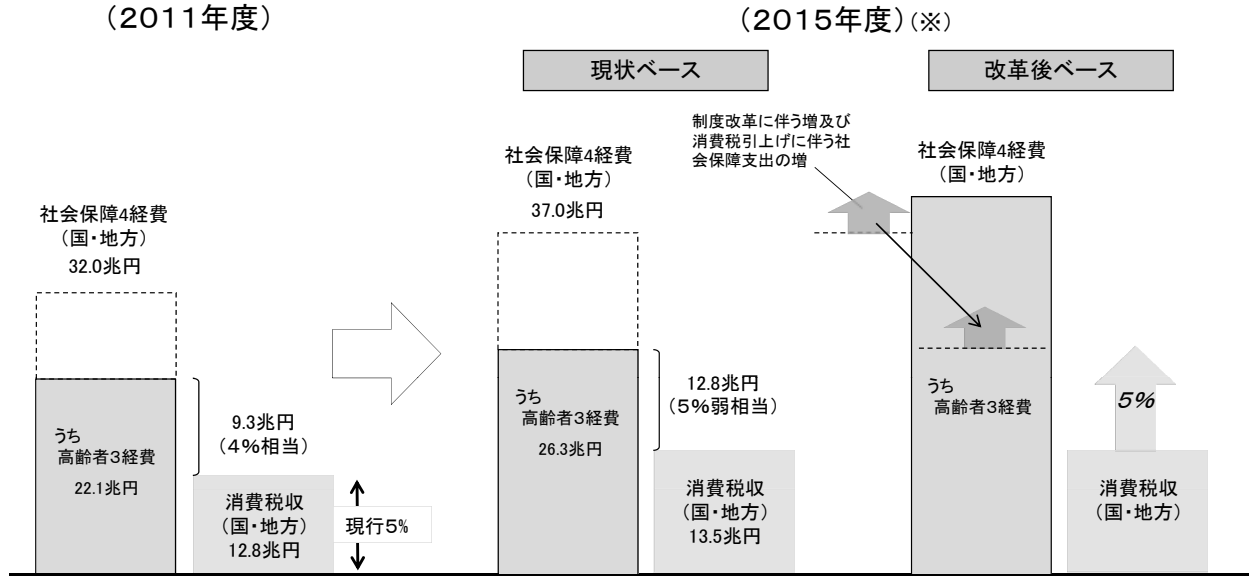 (2011年度)
(2015年度)(※)
現状ベース
改革後ベース
制度改革に伴う増及び
消費税引上げに伴う社
会保障支出の増
社会保障4経費
(国・地方)
32.0兆円
うち
高齢者3経費
22.1兆円
9.3兆円
(4%相当)
消費税収
(国・地方)
12.8兆円
現行5%
社会保障4経費
(国・地方)
37.0兆円
うち
高齢者3経費
26.3兆円
12.8兆円
(5%弱相当)
消費税収
(国・地方)
13.5兆円
社会保障4経費
(国・地方)
うち
高齢者3経費
5%
消費税収
(国・地方)